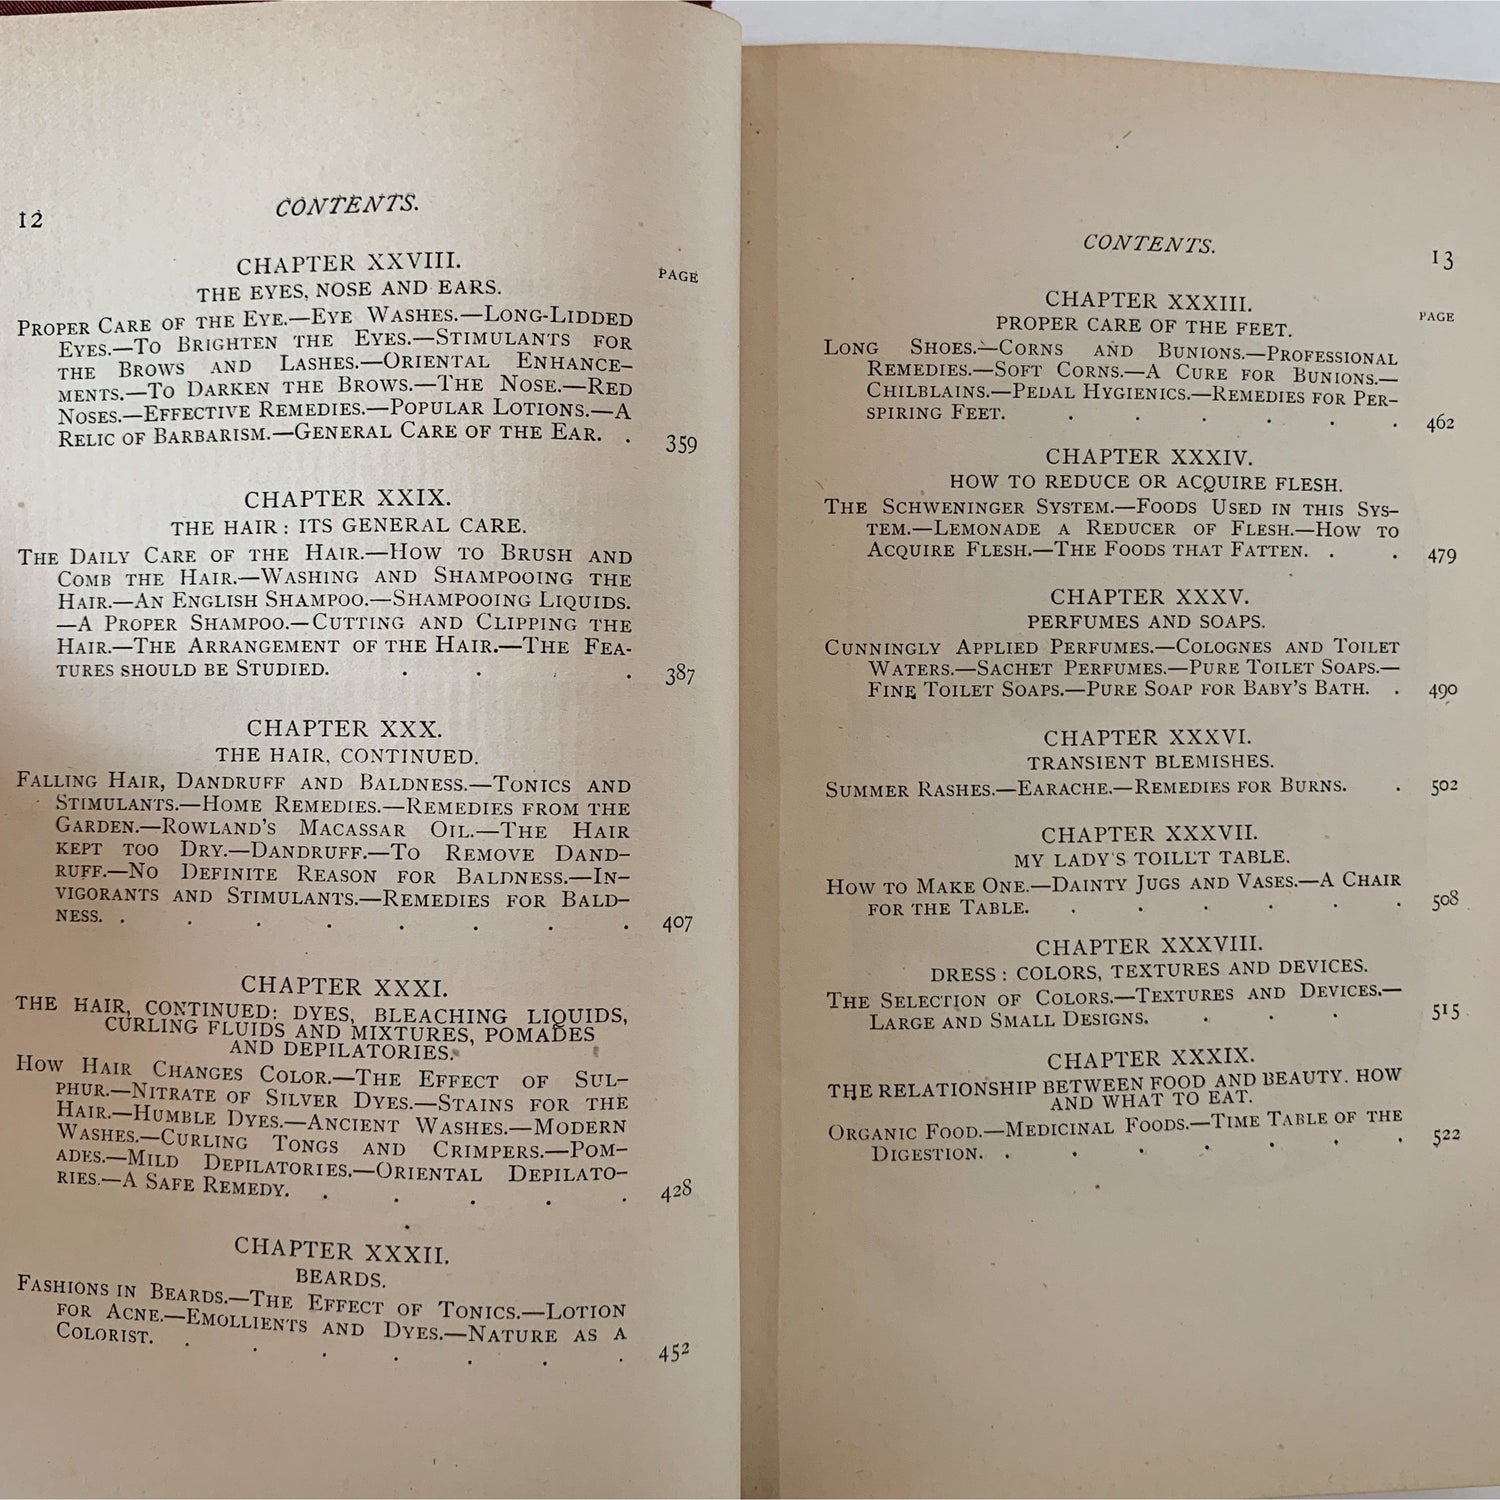 12
CONTENTS.
CHAPTER XXVIII.
PAGE
THE EYES, NOSE AND EARS.
PROPER CARE OF THE EYE.—EYE WASHES.—LONG-LIDDED
EYES.—TO BRIGHTEN THE EYES.—STIMULANTS FOR
THE BROWS AND LASHES.—ORIENTAL ENHANCE-
MENTS.—TO DARKEN THE BROWS.—THE NOSE.—RED
NOSES.—EFFECTIVE REMEDIES.—POPULAR LOTIONS.—A
RELIC OF BARBARISM.—GENERAL CARE OF THE EAR. . 359
CHAPTER XXIX.
THE HAIR: ITS GENERAL CARE.
THE DAILY CARE OF THE HAIR.—HOW TO BRUSH AND
COMB THE HAIR.—WASHING AND SHAMPOOING THE
HAIR.—AN ENGLISH SHAMPOO.—SHAMPOOING LIQUIDS.
—A PROPER SHAMPOO.—CUTTING AND CLIPPING THE
HAIR.—THE ARRANGEMENT OF THE HAIR.—THE FEA-
TURES SHOULD BE STUDIED. . . . . 387
CHAPTER XXX.
THE HAIR, CONTINUED.
FALLING HAIR, DANDRUFF AND BALDNESS.—TONICS AND
STIMULANTS.—HOME REMEDIES.—REMEDIES FROM THE
GARDEN.—ROWLAND'S MACASSAR OIL.—THE HAIR
KEPT TOO DRY.—DANDRUFF.—TO REMOVE DAND-
RUFF.—NO DEFINITE REASON FOR BALDNESS.—IN-
VIGORANTS AND STIMULANTS.—REMEDIES FOR BALD-
NESS. . . . . . . . . 407
CHAPTER XXXI.
THE HAIR, CONTINUED: DYES, BLEACHING LIQUIDS,
CURLING FLUIDS AND MIXTURES, POMADES
AND DEPILATORIES.
HOW HAIR CHANGES COLOR.—THE EFFECT OF SUL-
PHUR.—NITRATE OF SILVER DYES.—STAINS FOR THE
HAIR.—HUMBLE DYES.—ANCIENT WASHES.—MODERN
WASHES.—CURLING TONGS AND CRIMPERS.—POM-
ADES.—MILD DEPILATORIES.—ORIENTAL DEPILATO-
RIES.—A SAFE REMEDY. . . . . . 428
CHAPTER XXXII.
BEARDS.
FASHIONS IN BEARDS.—THE EFFECT OF TONICS.—LOTION
FOR ACNE.—EMOLLIENTS AND DYES.—NATURE AS A
COLORIST. . . . . . . . 452
CONTENTS.
13
CHAPTER XXXIII.
PAGE
PROPER CARE OF THE FEET.
LONG SHOES.—CORNS AND BUNIONS.—PROFESSIONAL
REMEDIES.—SOFT CORNS.—A CURE FOR BUNIONS.—
CHILBLAINS.—PEDAL HYGIENICS.—REMEDIES FOR PER-
SPIRING FEET. . . . . . . 462
CHAPTER XXXIV.
HOW TO REDUCE OR ACQUIRE FLESH.
THE SCHWENINGER SYSTEM.—FOODS USED IN THIS SYS-
TEM.—LEMONADE A REDUCER OF FLESH.—HOW TO
ACQUIRE FLESH.—THE FOODS THAT FATTEN. . . 479
CHAPTER XXXV.
PERFUMES AND SOAPS.
CUNNINGLY APPLIED PERFUMES.—COLOGNES AND TOILET
WATERS.—SACHET PERFUMES.—PURE TOILET SOAPS.—
FINE TOILET SOAPS.—PURE SOAP FOR BABY'S BATH. . 490
CHAPTER XXXVI.
TRANSIENT BLEMISHES.
SUMMER RASHES.—EARACHE.—REMEDIES FOR BURNS. . 502
CHAPTER XXXVII.
MY LADY'S TOILLT TABLE.
HOW TO MAKE ONE.—DAINTY JUGS AND VASES.—A CHAIR
FOR THE TABLE. . . . . . . 508
CHAPTER XXXVIII.
DRESS: COLORS, TEXTURES AND DEVICES.
THE SELECTION OF COLORS.—TEXTURES AND DEVICES.—
LARGE AND SMALL DESIGNS. . . . 515
CHAPTER XXXIX.
THE RELATIONSHIP BETWEEN FOOD AND BEAUTY. HOW
AND WHAT TO EAT.
ORGANIC FOOD.—MEDICINAL FOODS.—TIME TABLE OF THE
DIGESTION. . . . . . . . 522